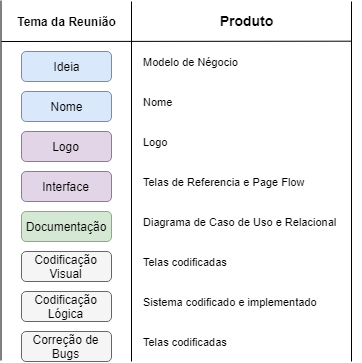 Tema da Reunião Produto
Ideia Modelo de Négocio
Nome Nome
Logo Logo
Interface Telas de Referencia e Page Flow
Documentação Diagrama de Caso de Uso e Relacional
Codificação
Visual
Telas codificadas
Codificação
Lógica
Sistema codificado e implementado
Correção de
Bugs
Telas codificadas